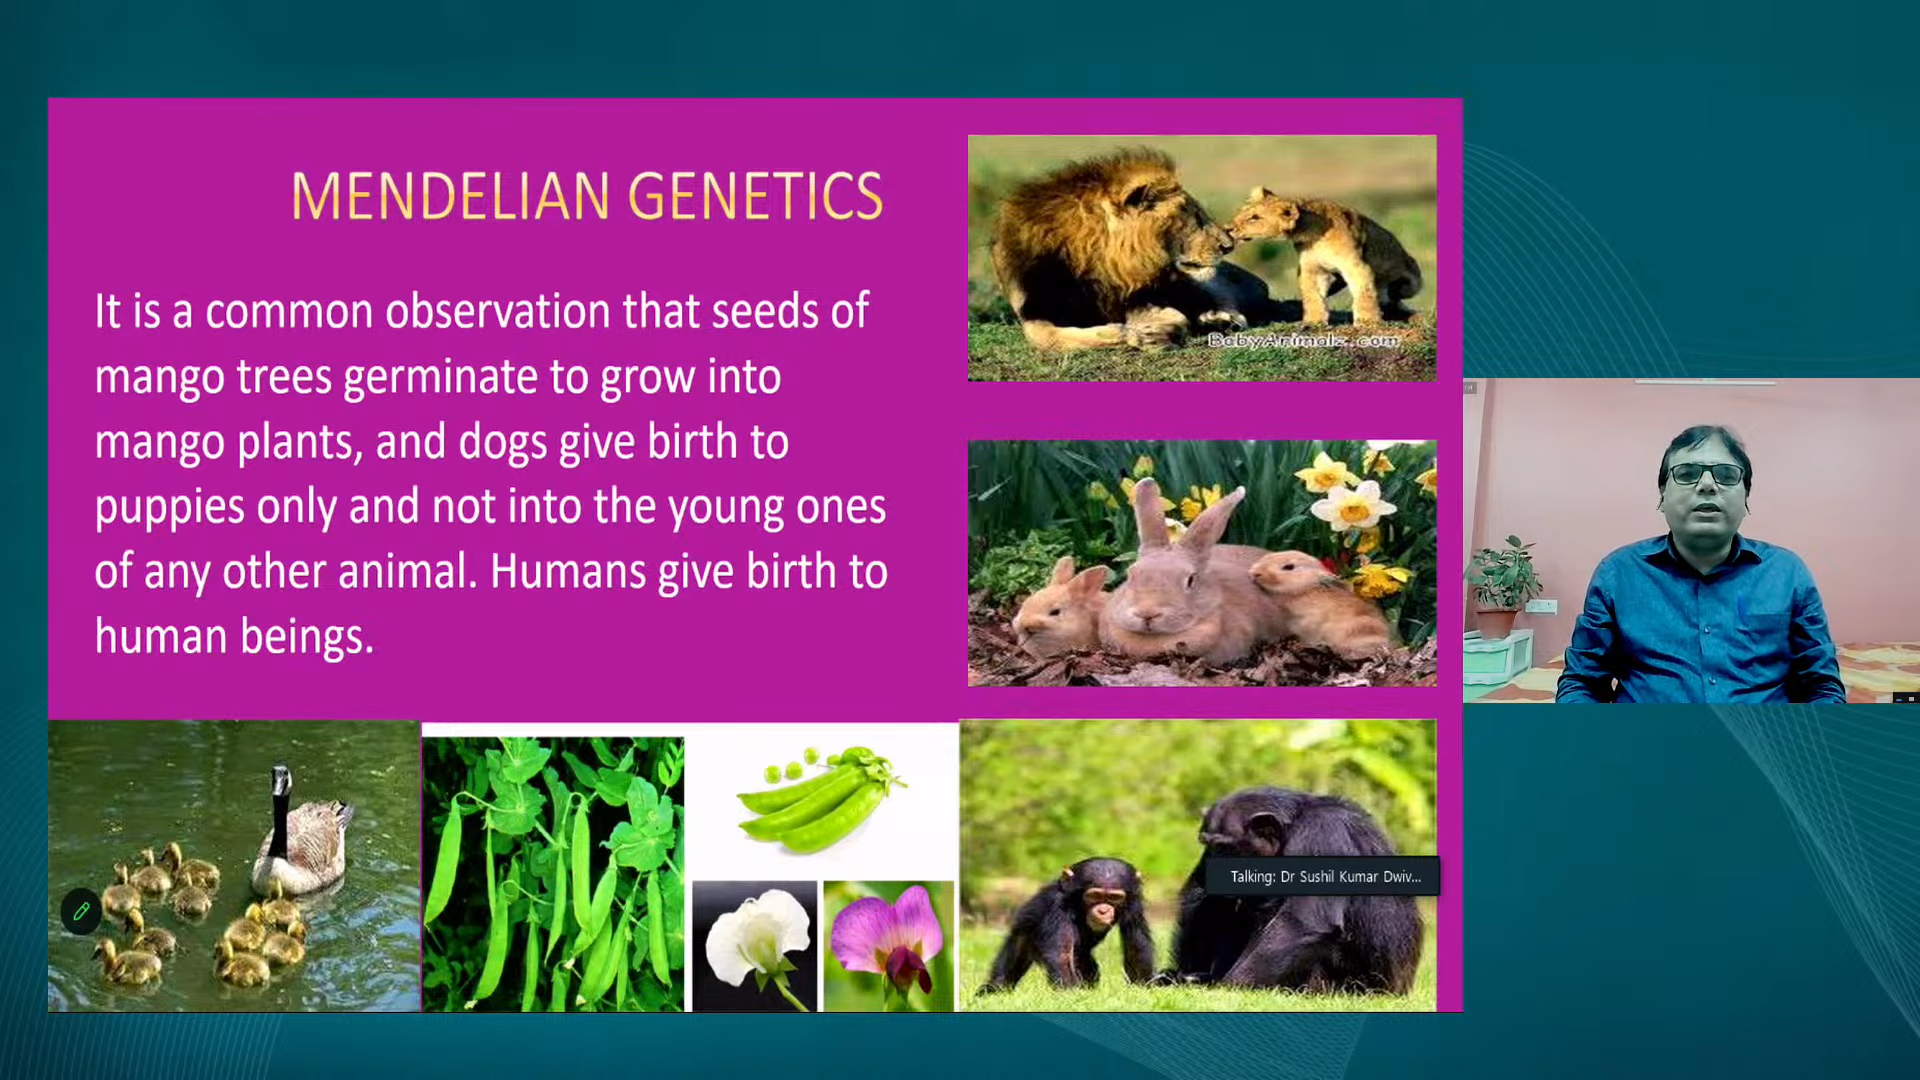 MENDELIAN GENETICS
It is a common observation that seeds of
mango trees germinate to grow into
mango plants, and dogs give birth to
puppies only and not into the young ones
of any other animal. Humans give birth to
human beings.
BabyAnimalz.com
Talking: Dr Sushil Kumar Dwiv...